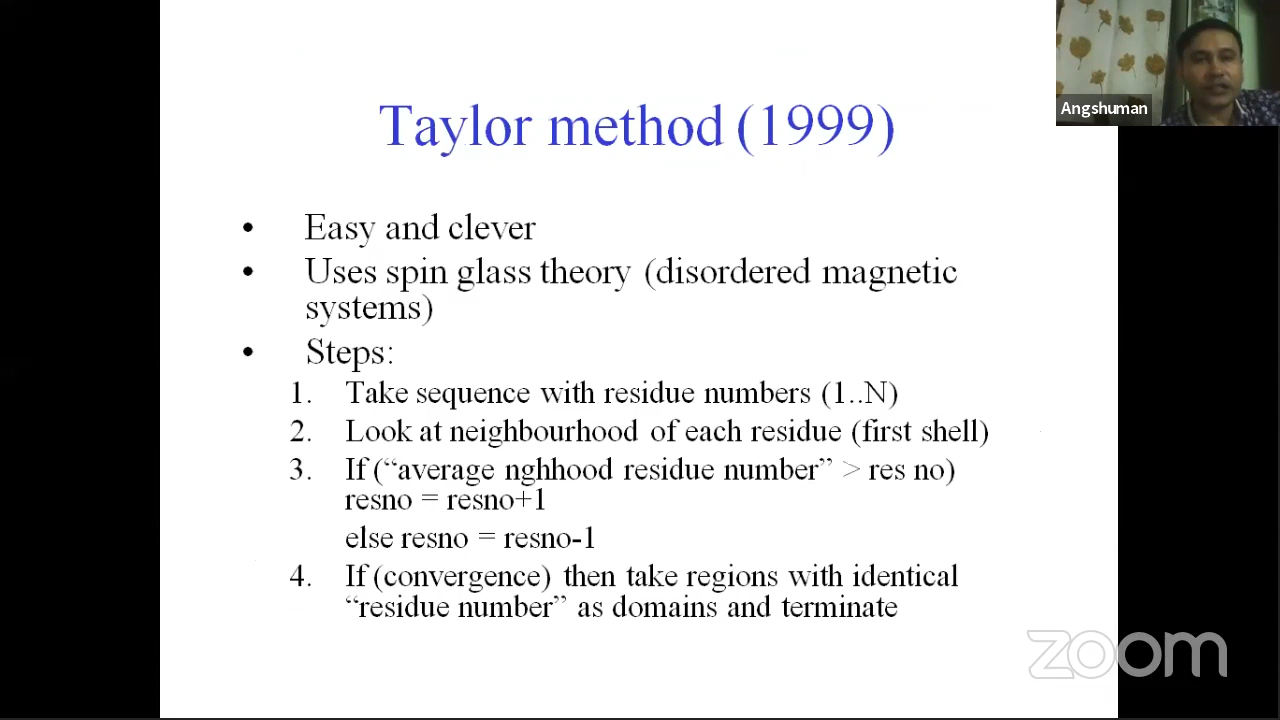 Taylor method (1999)
Angshuman
• Easy and clever
• Uses spin glass theory (disordered magnetic
systems)
• Steps:
1. Take sequence with residue numbers (1..N)
2. Look at neighbourhood of each residue (first shell)
3. If (“average nghhood residue number” > res no)
resno = resno+1
else resno = resno-1
4. If (convergence) then take regions with identical
“residue number” as domains and terminate
zoom